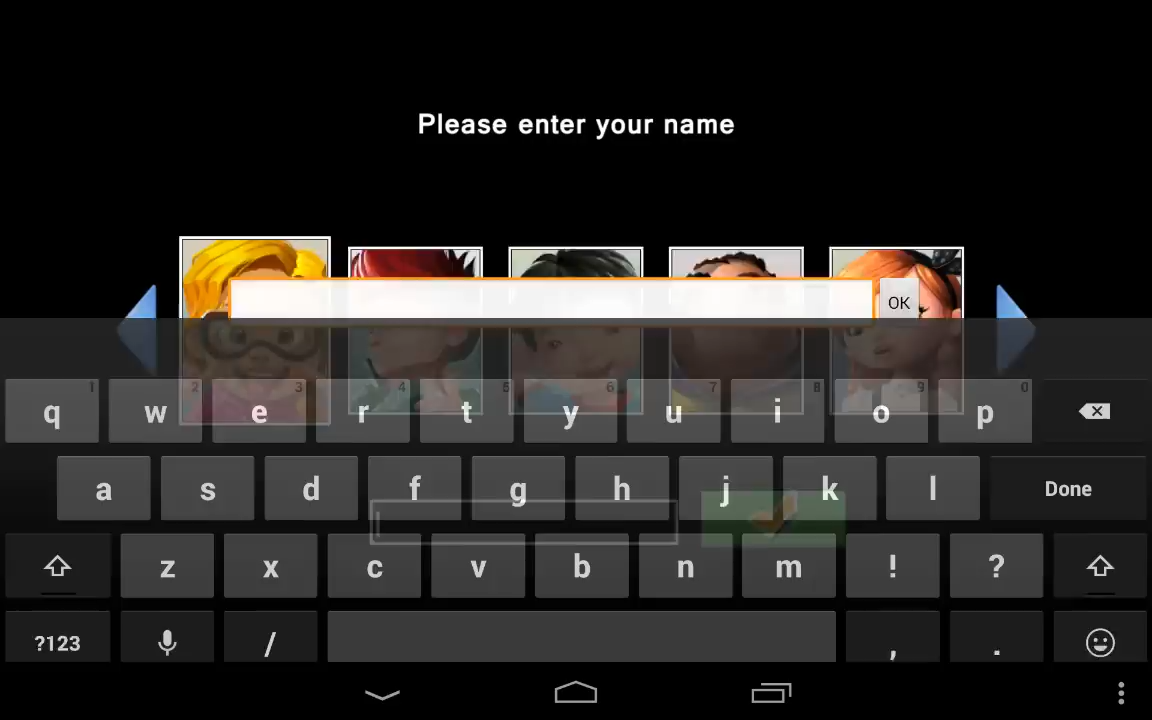 Please enter your name
OK
1 2 3 4 5 6 7 8 9 0
q w e r t y u i o p
a s d f g h j k l Done
z x c v b n m ! ?
?123 / , .